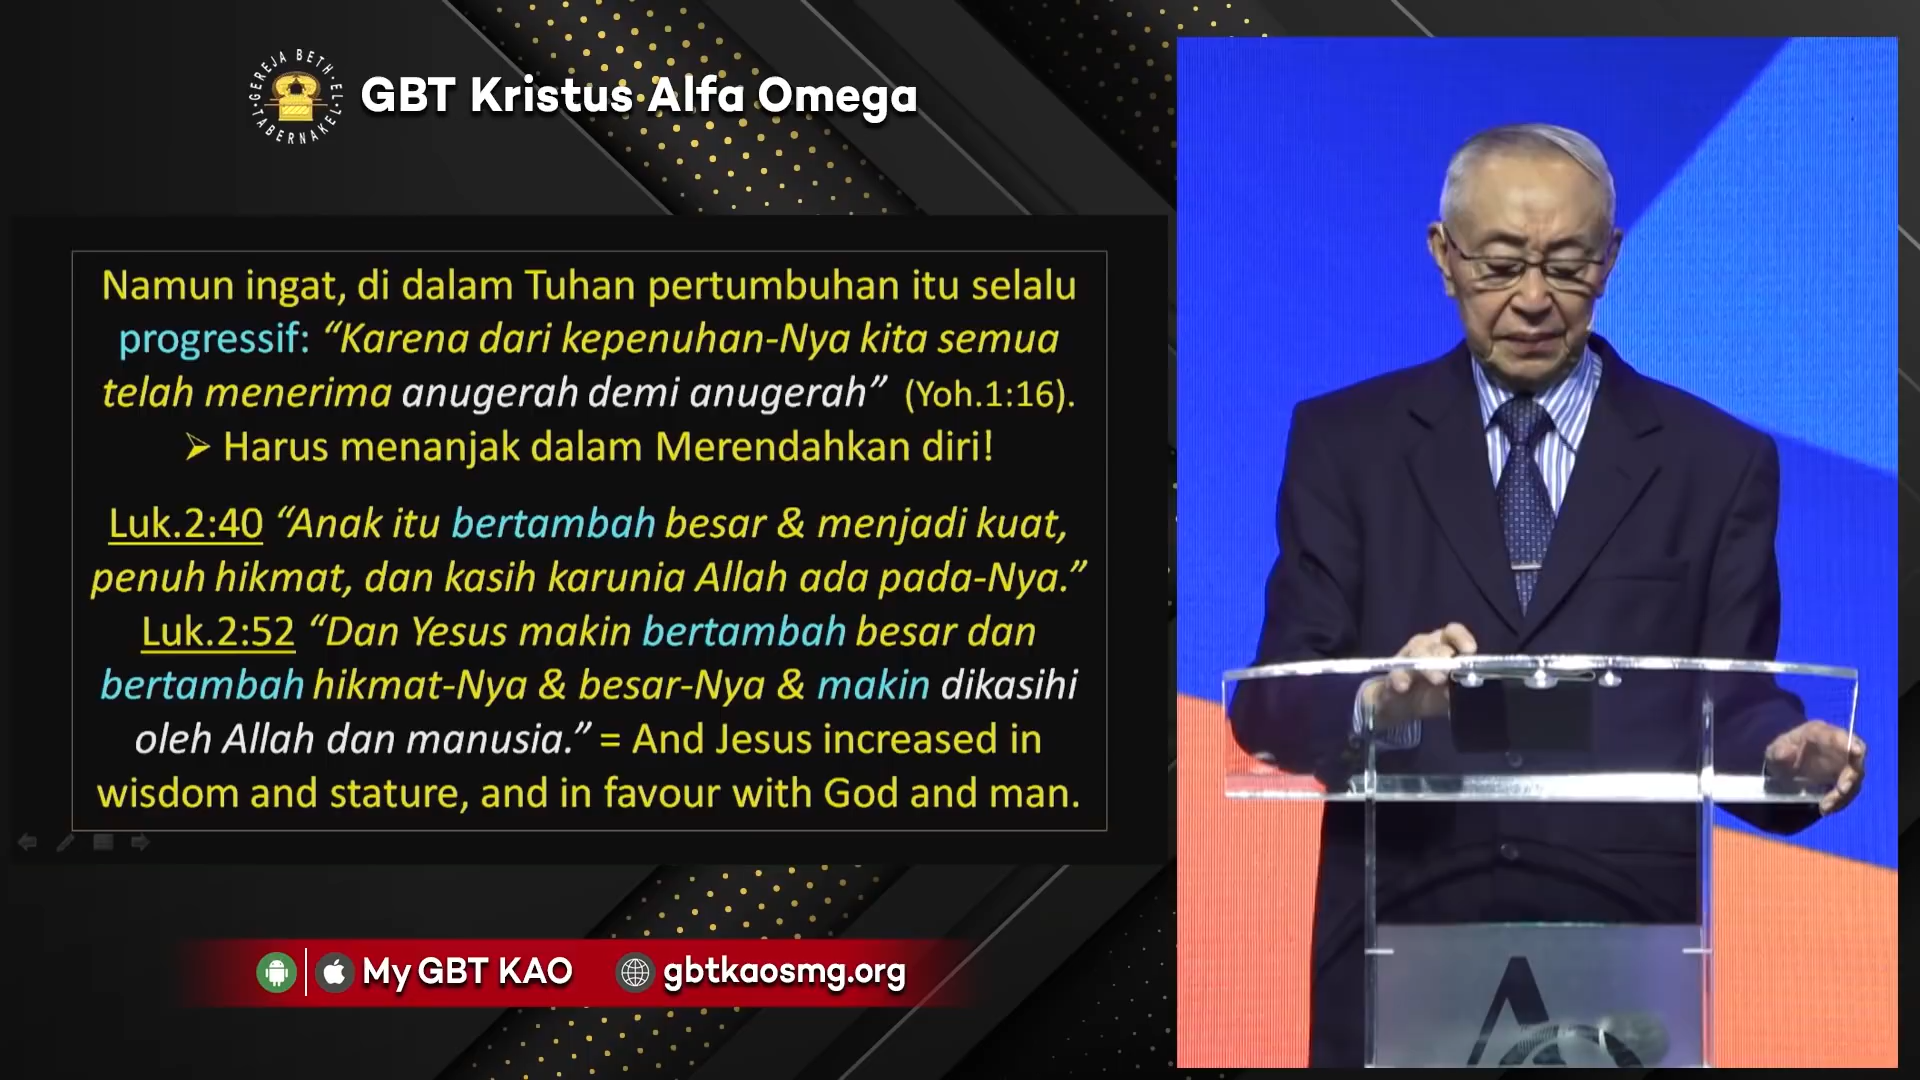 GEREJA BETH-EL TABERNAKEL
GBT Kristus Alfa Omega
Namun ingat, di dalam Tuhan pertumbuhan itu selalu
progressif: “Karena dari kepenuhan-Nya kita semua
telah menerima anugerah demi anugerah” (Yoh.1:16).
➢ Harus menanjak dalam Merendahkan diri!
Luk.2:40 “Anak itu bertambah besar & menjadi kuat,
penuh hikmat, dan kasih karunia Allah ada pada-Nya.”
Luk.2:52 “Dan Yesus makin bertambah besar dan
bertambah hikmat-Nya & besar-Nya & makin dikasihi
oleh Allah dan manusia.” = And Jesus increased in
wisdom and stature, and in favour with God and man.
My GBT KAO
gbtkaosmg.org